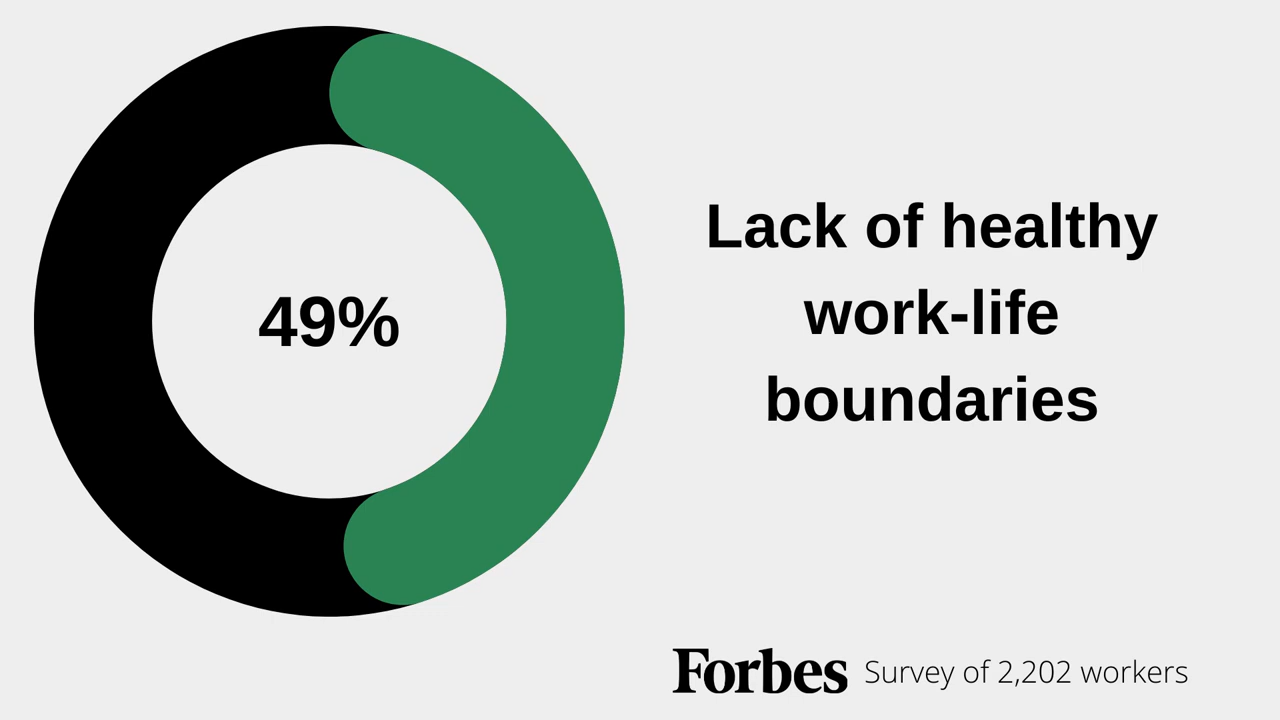 49%
Lack of healthy
work-life
boundaries
Forbes Survey of 2,202 workers